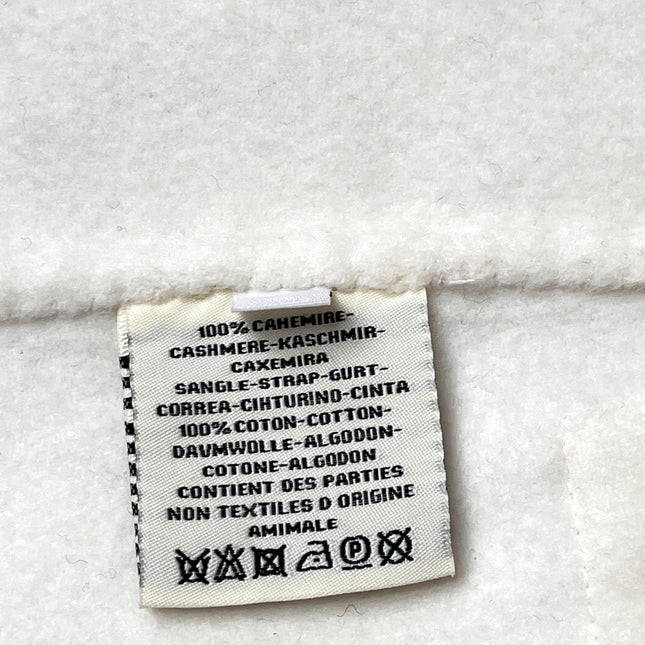 100% CAHEMIRE-
CASHMERE-KASCHMIR-
CAXEMIRA
SANGLE-STRAP-GURT-
CORREA-CIHTURINO-CINTA
100% COTON-COTTON-
DAVMWOLLE-ALGODON-
COTONE-ALGODON
CONTIENT DES PARTIES
NON TEXTILES D ORIGINE
AMIMALE
P